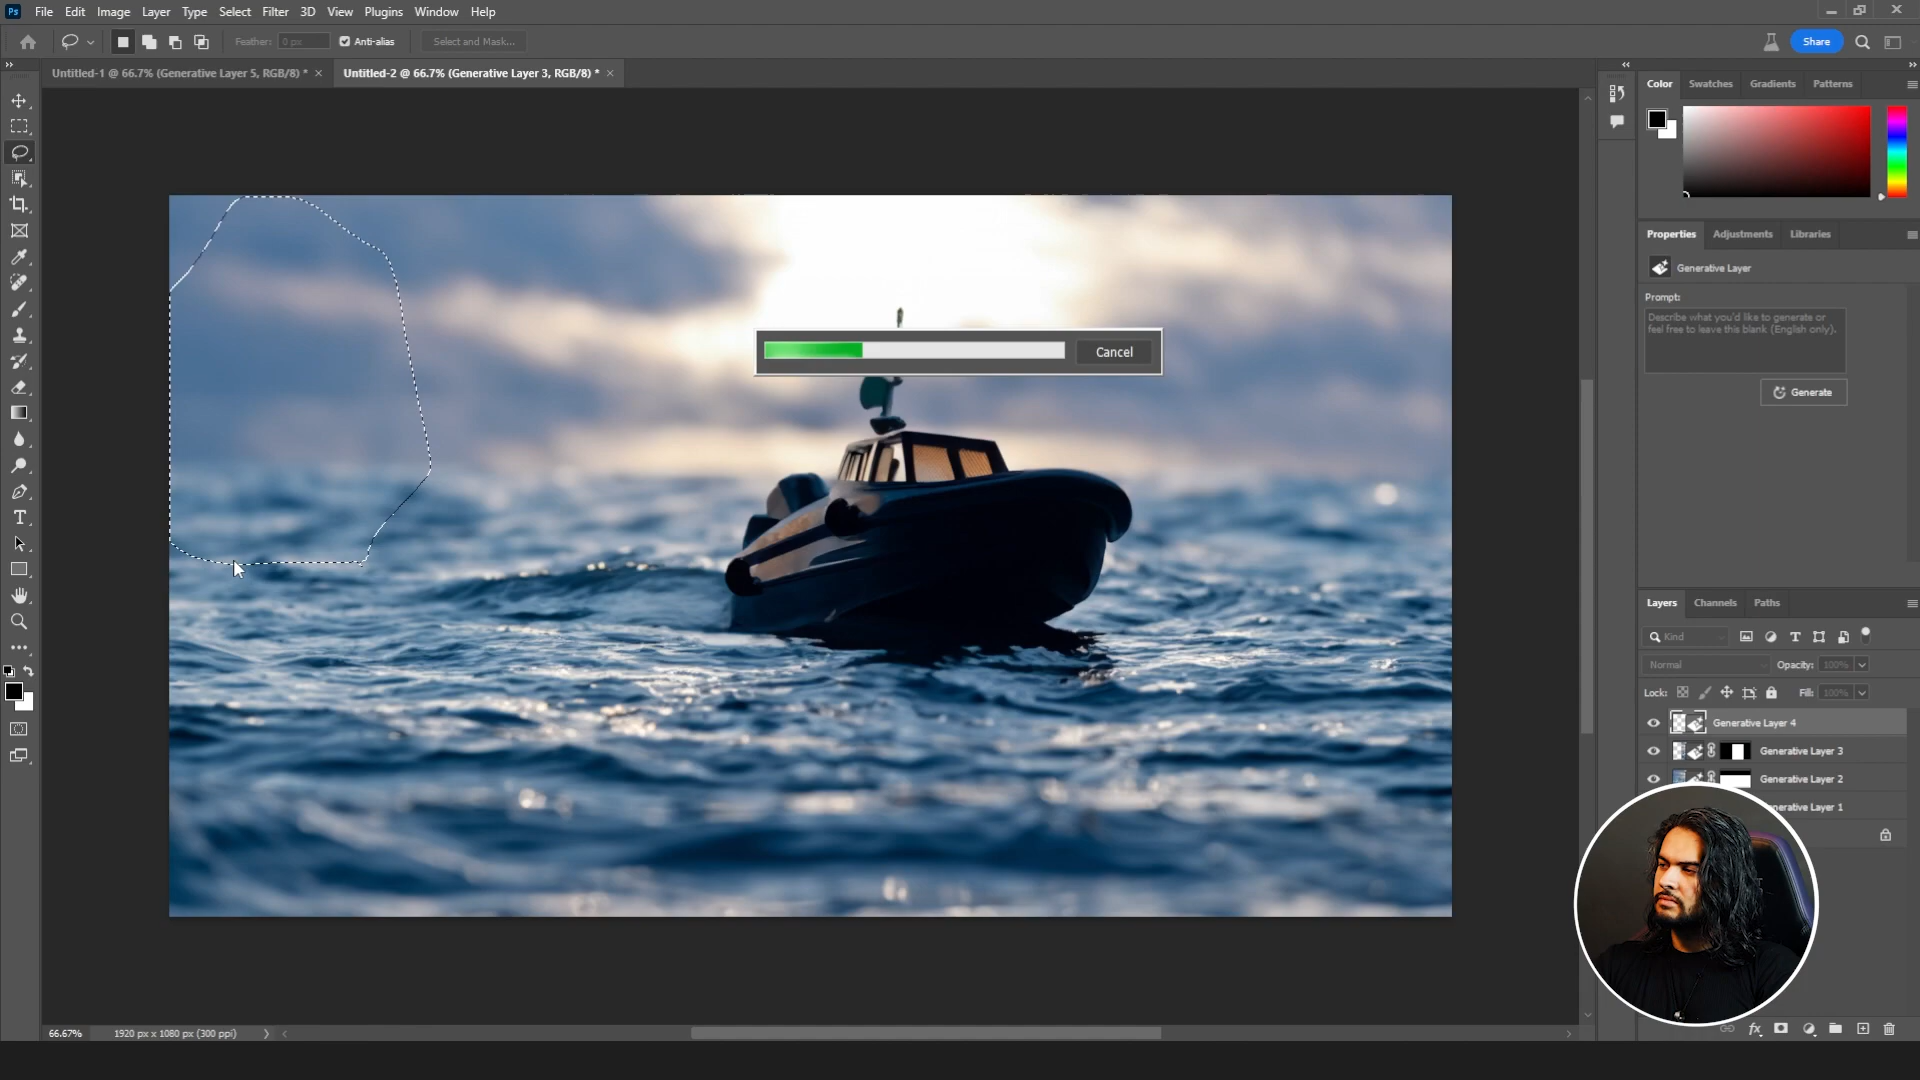 Ps File Edit Image Layer Type Select Filter 3D View Plugins Window Help
Feather: 0 px Anti-alias Select and Mask... Share
Untitled-1 @ 66.7% (Generative Layer 5, RGB/8) * × Untitled-2 @ 66.7% (Generative Layer 3, RGB/8) * ×
Color Swatches Gradients Patterns
Properties Adjustments Libraries
Generative Layer
Prompt:
Describe what you'd like to generate or
feel free to leave this blank (English only).
Generate
Cancel
Layers Channels Paths
Kind
Normal Opacity: 100%
Lock: Fill: 100%
Generative Layer 4
Generative Layer 3
Generative Layer 2
enerative Layer 1
66.67% 1920 px x 1080 px (300 ppi)
fx